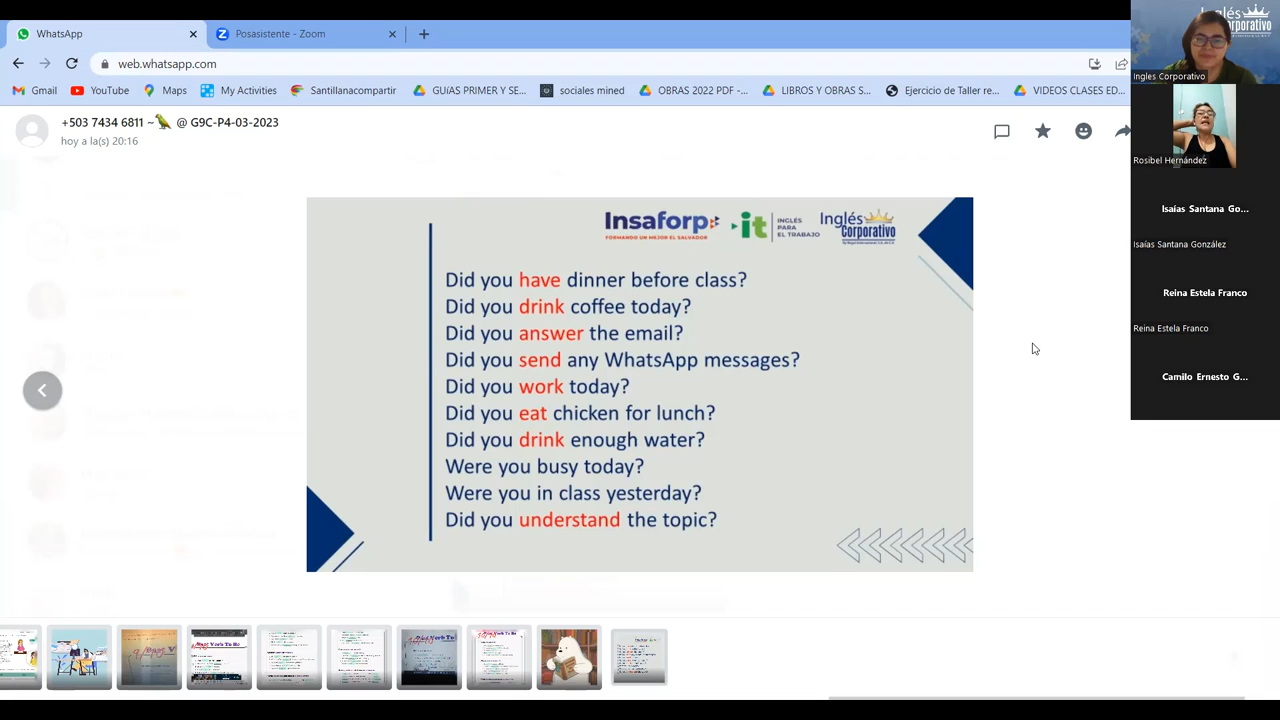 WhatsApp
Posasistente - Zoom
web.whatsapp.com
Gmail
YouTube
Maps
My Activities
Santillanacompartir
GUÍAS PRIMER Y SE...
sociales mined
OBRAS 2022 PDF -...
LIBROS Y OBRAS S...
Ejercicio de Taller re...
VIDEOS CLASES ED...
+503 7434 6811 ~ @ G9C-P4-03-2023
hoy a la(s) 20:16
Insaforp
FORMANDO UN MEJOR EL SALVADOR
it
INGLÉS
PARA
EL TRABAJO
Inglés
Corporativo
Did you have dinner before class?
Did you drink coffee today?
Did you answer the email?
Did you send any WhatsApp messages?
Did you work today?
Did you eat chicken for lunch?
Did you drink enough water?
Were you busy today?
Were you in class yesterday?
Did you understand the topic?
Ingles Corporativo
Rosibel Hernández
Isaías Santana Go...
Isaías Santana González
Reina Estela Franco
Reina Estela Franco
Camilo Ernesto G...